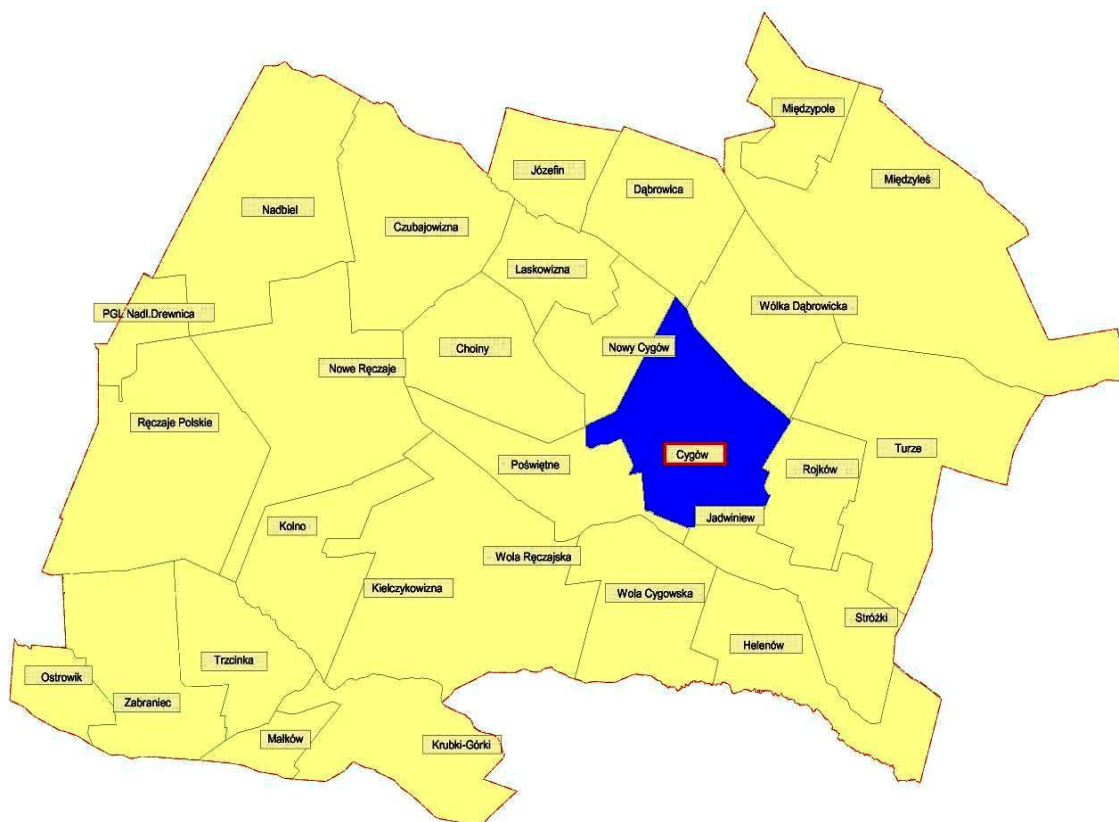 Międzypole
Józefin
Międzyleś
Dąbrowica
Nadbiel
Czubajowizna
Laskowizna
Wólka Dąbrowicka
PGL Nadl.Drewnica
Choiny
Nowy Cygów
Nowe Ręczaje
Ręczaje Polskie
Turze
Cygów
Poświętne
Rojków
Jadwiniew
Kolno
Wola Ręczajska
Kielczykowizna
Wola Cygowska
Stróżki
Helenów
Trzcinka
Ostrowik
Zabraniec
Małków
Krubki-Górki